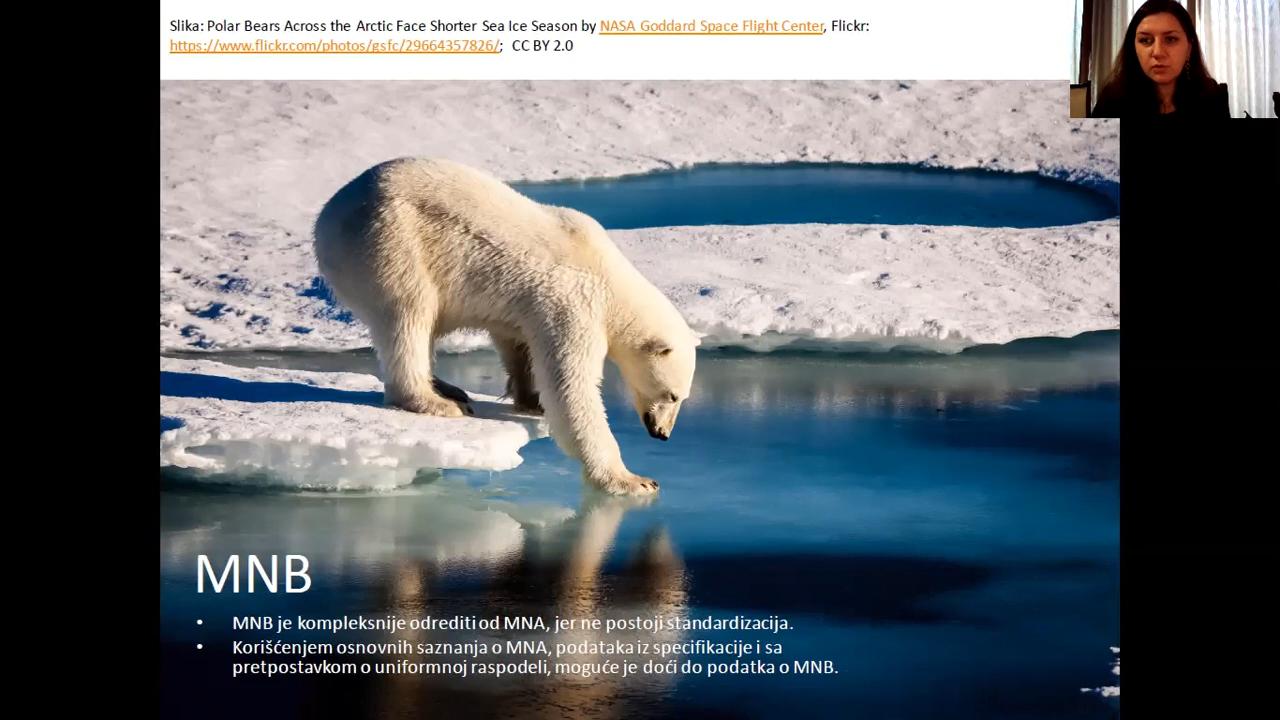 Slika: Polar Bears Across the Arctic Face Shorter Sea Ice Season by NASA Goddard Space Flight Center, Flickr:
https://www.flickr.com/photos/gsfc/29664357826/; CC BY 2.0
MNB
• MNB je kompleksnije odrediti od MNA, jer ne postoji standardizacija.
• Korišćenjem osnovnih saznanja o MNA, podataka iz specifikacije i sa
pretpostavkom o uniformnoj raspodeli, moguće je doći do podatka o MNB.